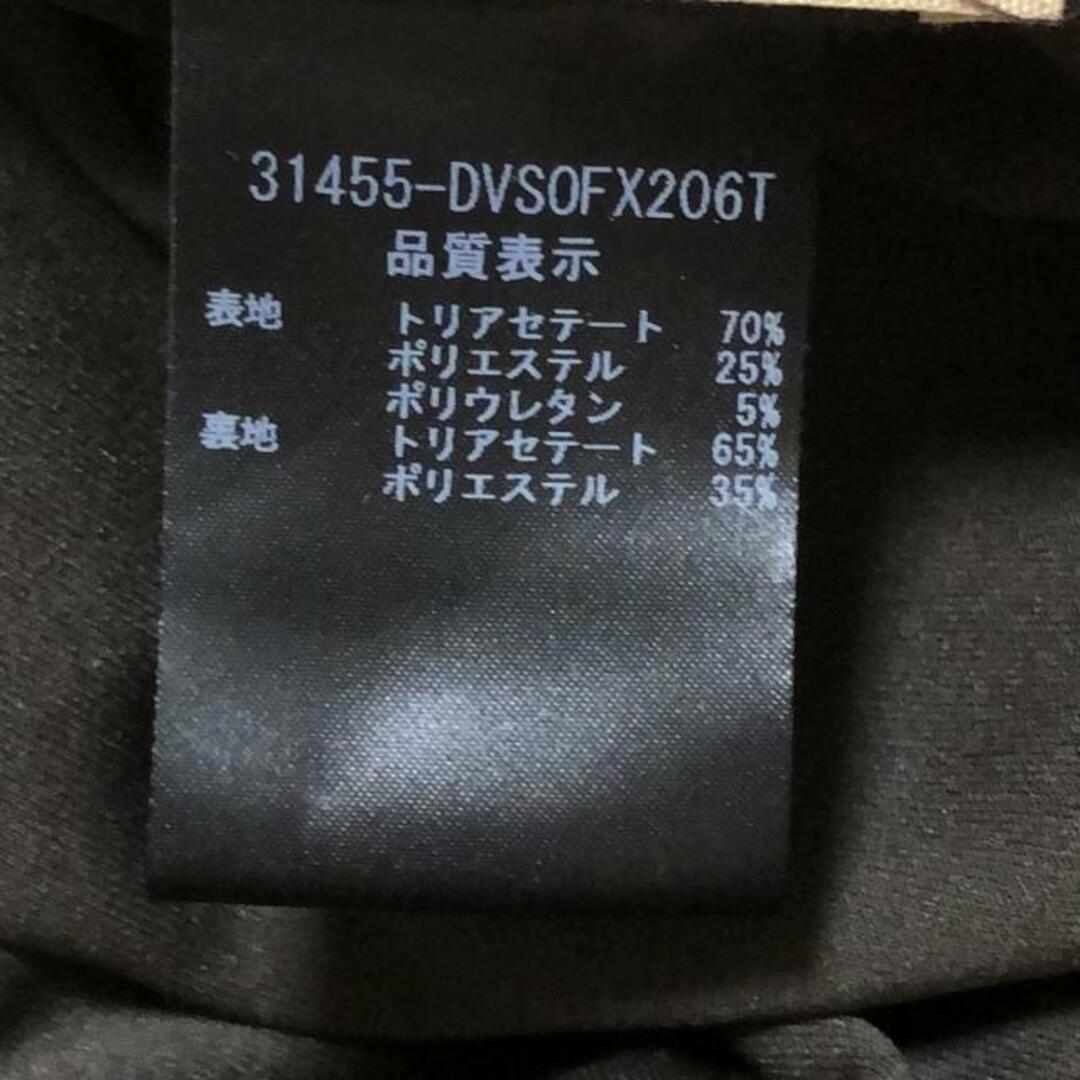 31455-DVS0FX206T
品質表示
表地 トリアセテート 70%
ポリエステル 25%
ポリウレタン 5%
裏地 トリアセテート 65%
ポリエステル 35%